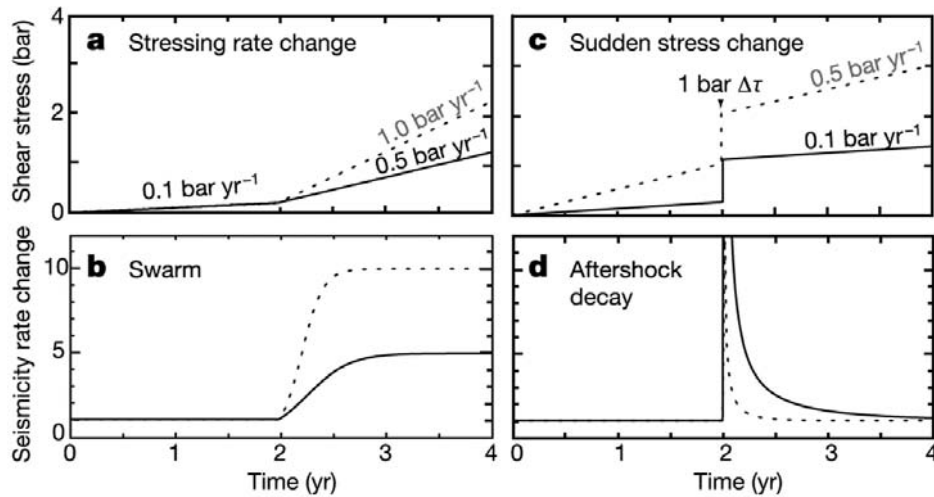 a Stressing rate change
Shear stress (bar)
4
2
0
0.1 bar yr⁻¹
1.0 bar yr⁻¹
0.5 bar yr⁻¹
c Sudden stress change
1 bar Δτ
0.5 bar yr⁻¹
0.1 bar yr⁻¹
b Swarm
Seismicity rate change
10
5
0
0 1 2 3 4
Time (yr)
d Aftershock
decay
0 1 2 3 4
Time (yr)